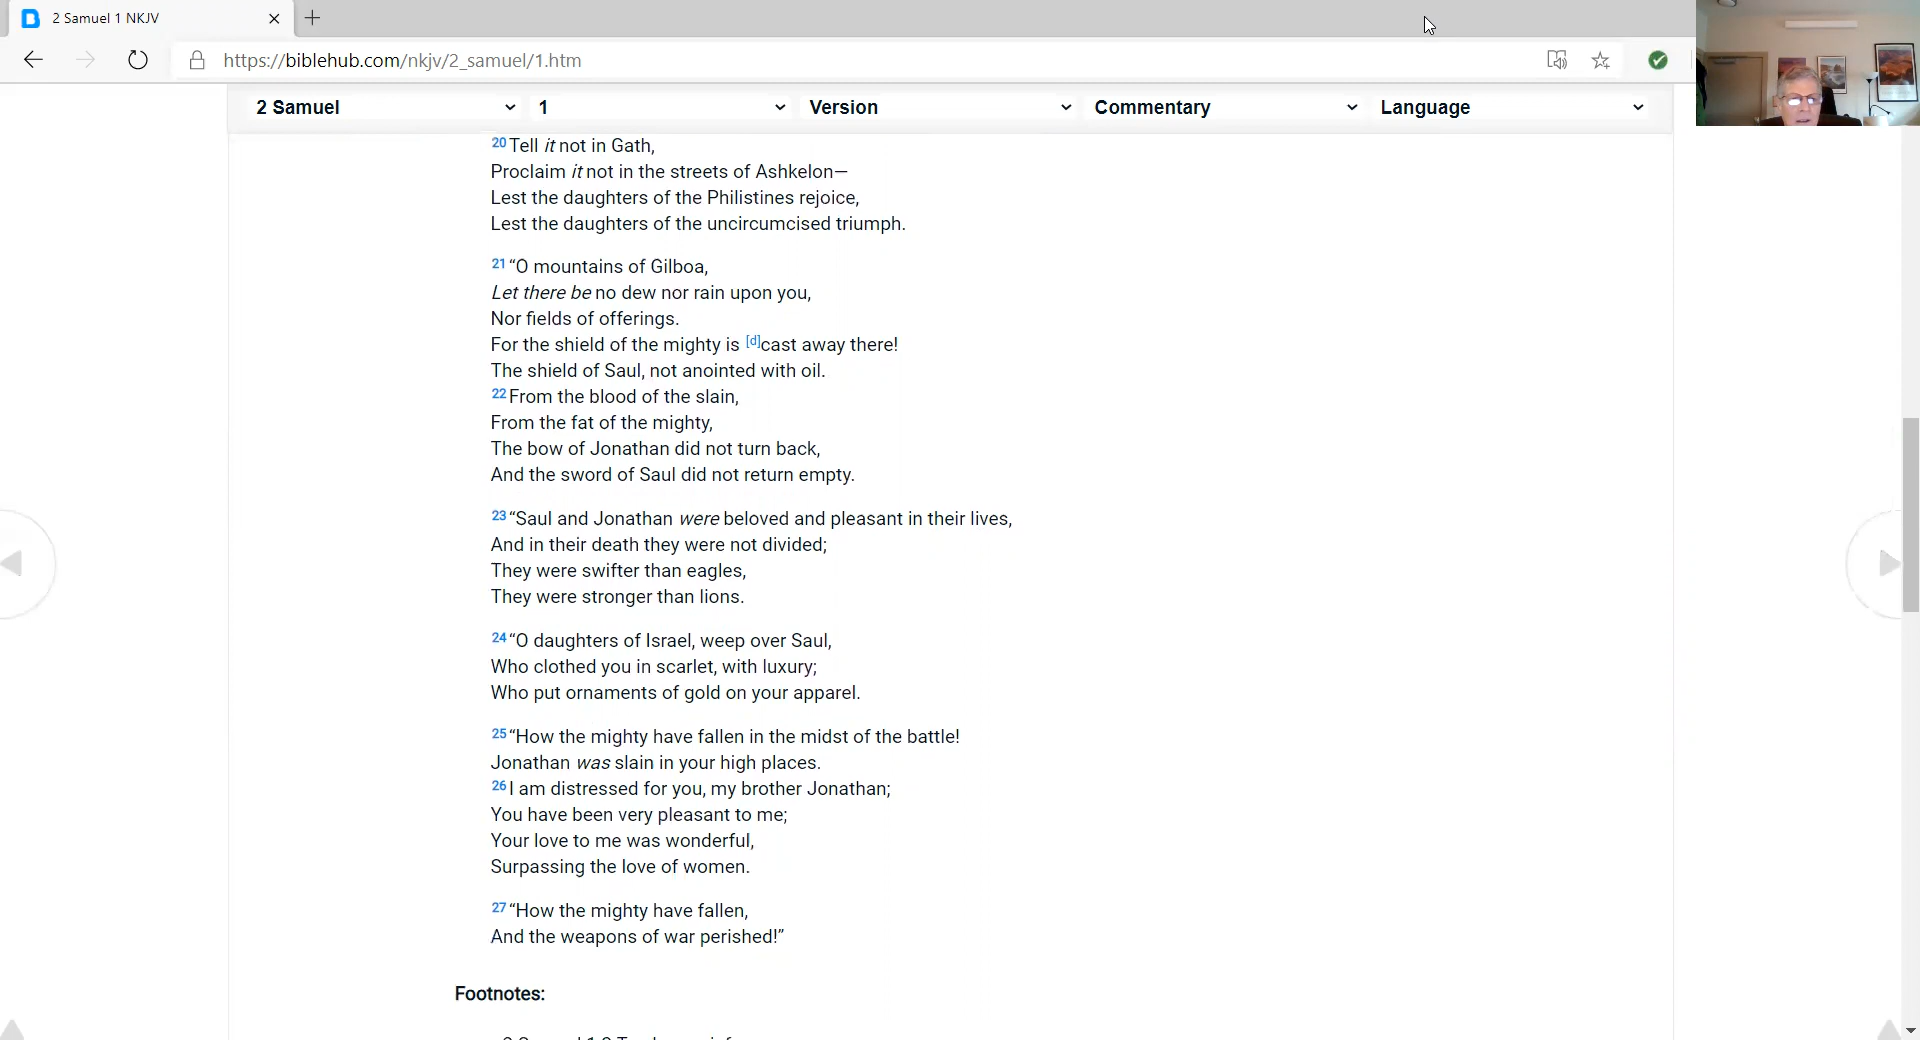 2 Samuel 1 NKJV
https://biblehub.com/nkjv/2_samuel/1.htm
2 Samuel 1 Version Commentary Language
20 Tell it not in Gath,
Proclaim it not in the streets of Ashkelon—
Lest the daughters of the Philistines rejoice,
Lest the daughters of the uncircumcised triumph.
21 “O mountains of Gilboa,
Let there be no dew nor rain upon you,
Nor fields of offerings.
For the shield of the mighty is [d]cast away there!
The shield of Saul, not anointed with oil.
22 From the blood of the slain,
From the fat of the mighty,
The bow of Jonathan did not turn back,
And the sword of Saul did not return empty.
23 “Saul and Jonathan were beloved and pleasant in their lives,
And in their death they were not divided;
They were swifter than eagles,
They were stronger than lions.
24 “O daughters of Israel, weep over Saul,
Who clothed you in scarlet, with luxury;
Who put ornaments of gold on your apparel.
25 “How the mighty have fallen in the midst of the battle!
Jonathan was slain in your high places.
26 I am distressed for you, my brother Jonathan;
You have been very pleasant to me;
Your love to me was wonderful,
Surpassing the love of women.
27 “How the mighty have fallen,
And the weapons of war perished!”
Footnotes: